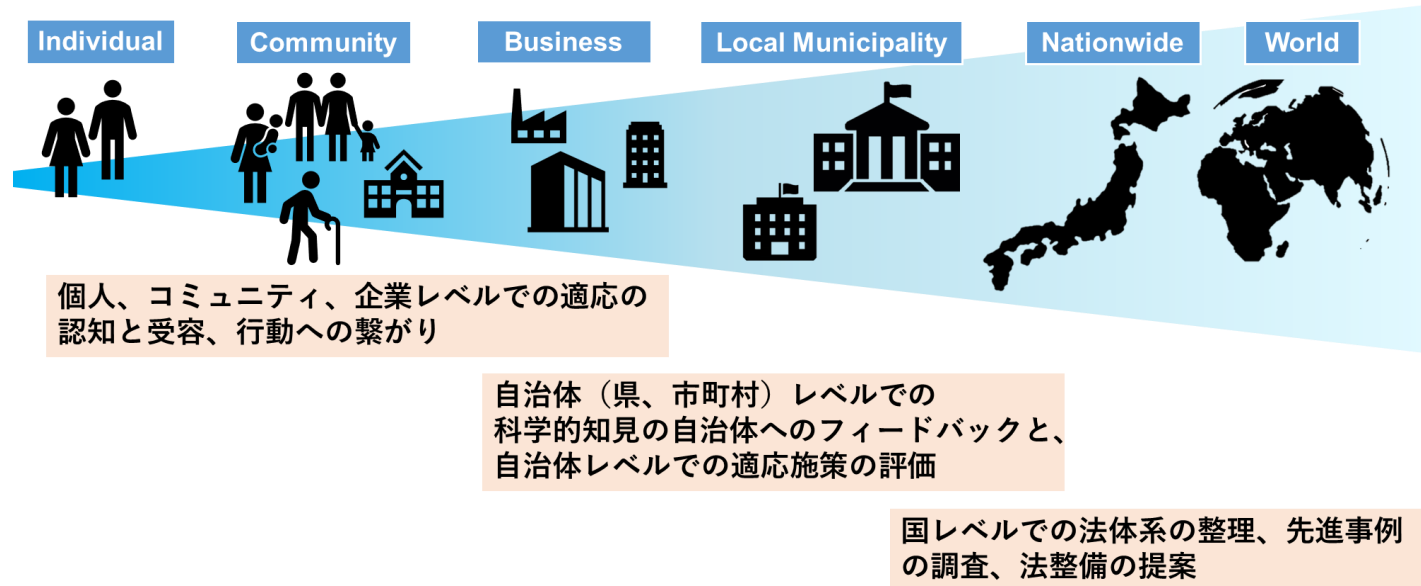 Individual
Community
Business
Local Municipality
Nationwide
World
個人、コミュニティ、企業レベルでの適応の
認知と受容、行動への繋がり
自治体（県、市町村）レベルでの
科学的知見の自治体へのフィードバックと、
自治体レベルでの適応施策の評価
国レベルでの法体系の整理、先進事例
の調査、法整備の提案